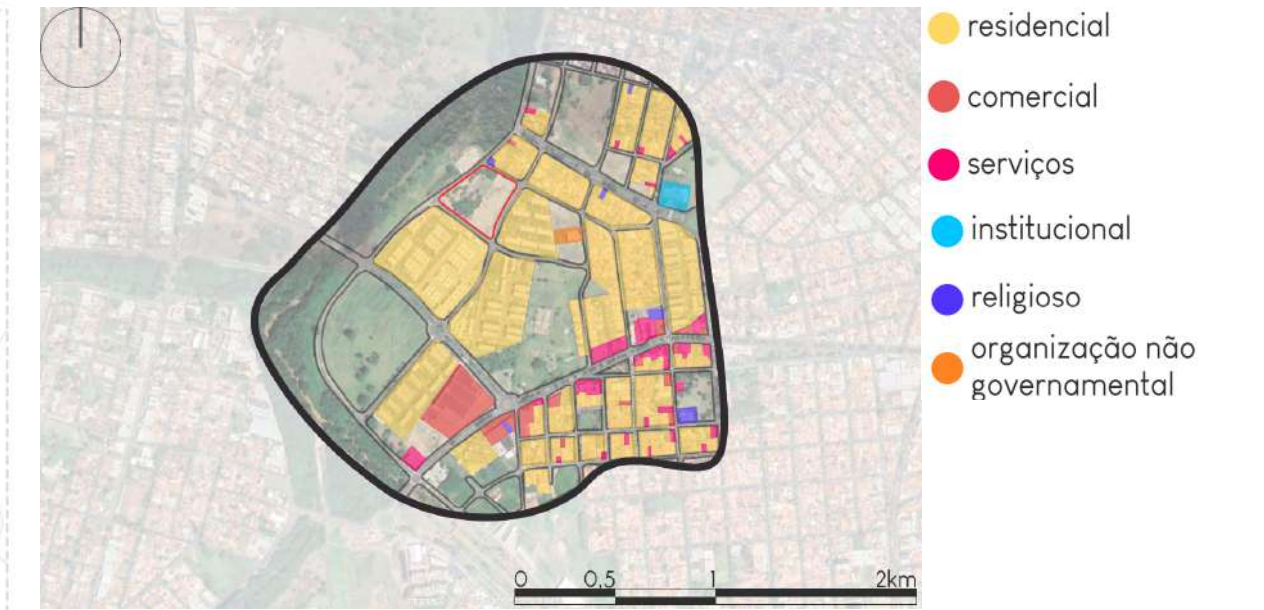 residencial
comercial
serviços
institucional
religioso
organização não
governamental
0 0,5 1 2km